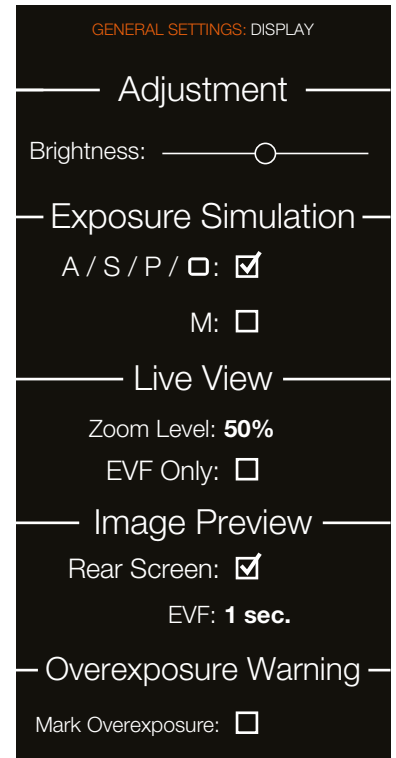 GENERAL SETTINGS: DISPLAY
Adjustment
Brightness:
Exposure Simulation
A / S / P / :
M:
Live View
Zoom Level: 50%
EVF Only:
Image Preview
Rear Screen:
EVF: 1 sec.
Overexposure Warning
Mark Overexposure: